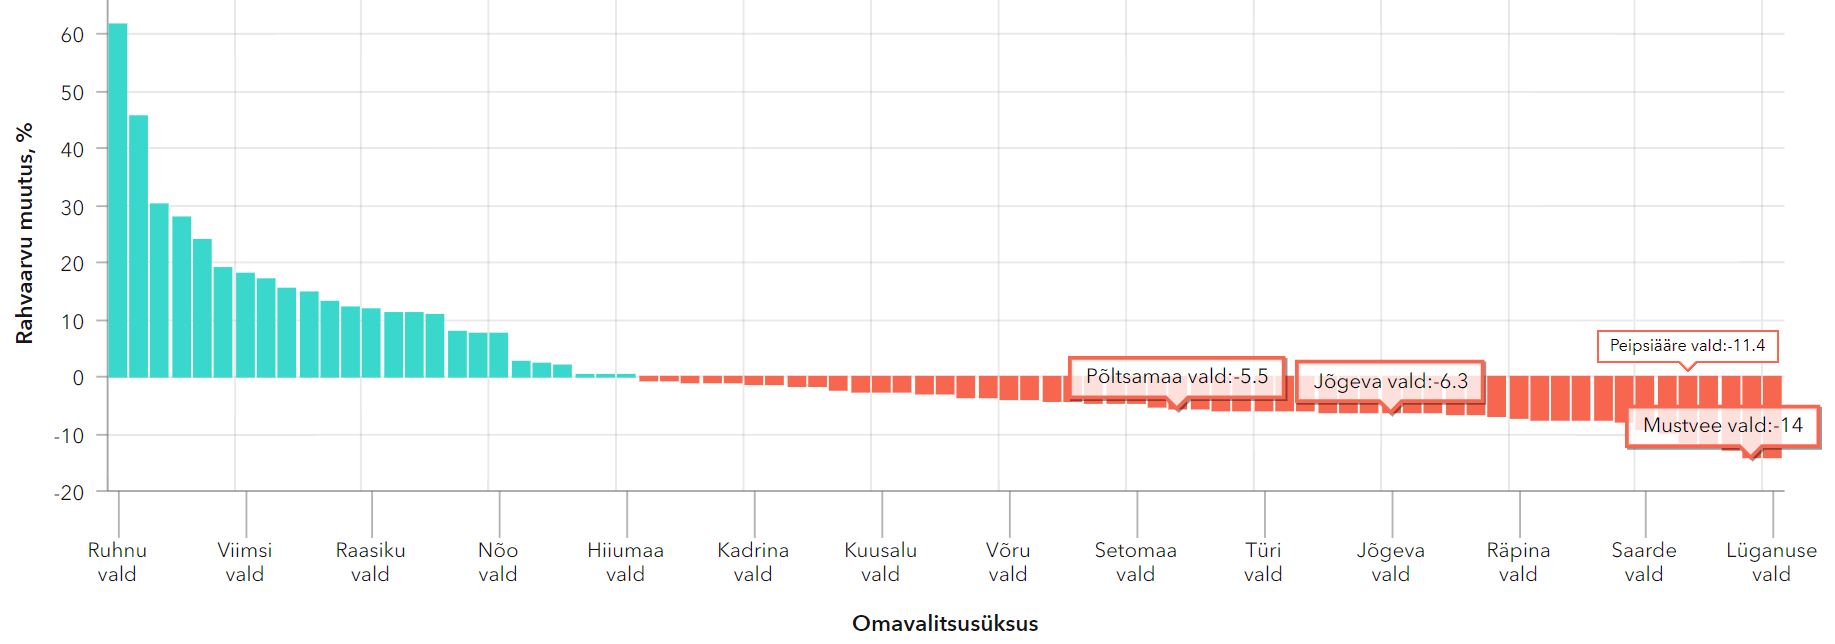 60
50
40
30
20
10
0
-10
-20
Rahvaarvu muutus, %
Peipsiääre vald:-11.4
Põltsamaa vald:-5.5
Jõgeva vald:-6.3
Mustvee vald:-14
Ruhnu
vald
Viimsi
vald
Raasiku
vald
Nõo
vald
Hiiumaa
vald
Kadrina
vald
Kuusalu
vald
Võru
vald
Setomaa
vald
Türi
vald
Jõgeva
vald
Räpina
vald
Saarde
vald
Lüganuse
vald
Omavalitsusüksus